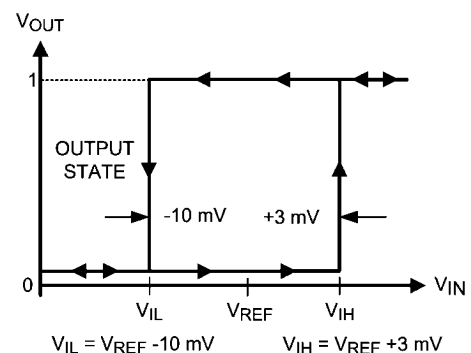 VOUT
1
OUTPUT
STATE
-10 mV
+3 mV
0
VIN
VIL
VREF
VIH
VIL = VREF -10 mV
VIH = VREF +3 mV